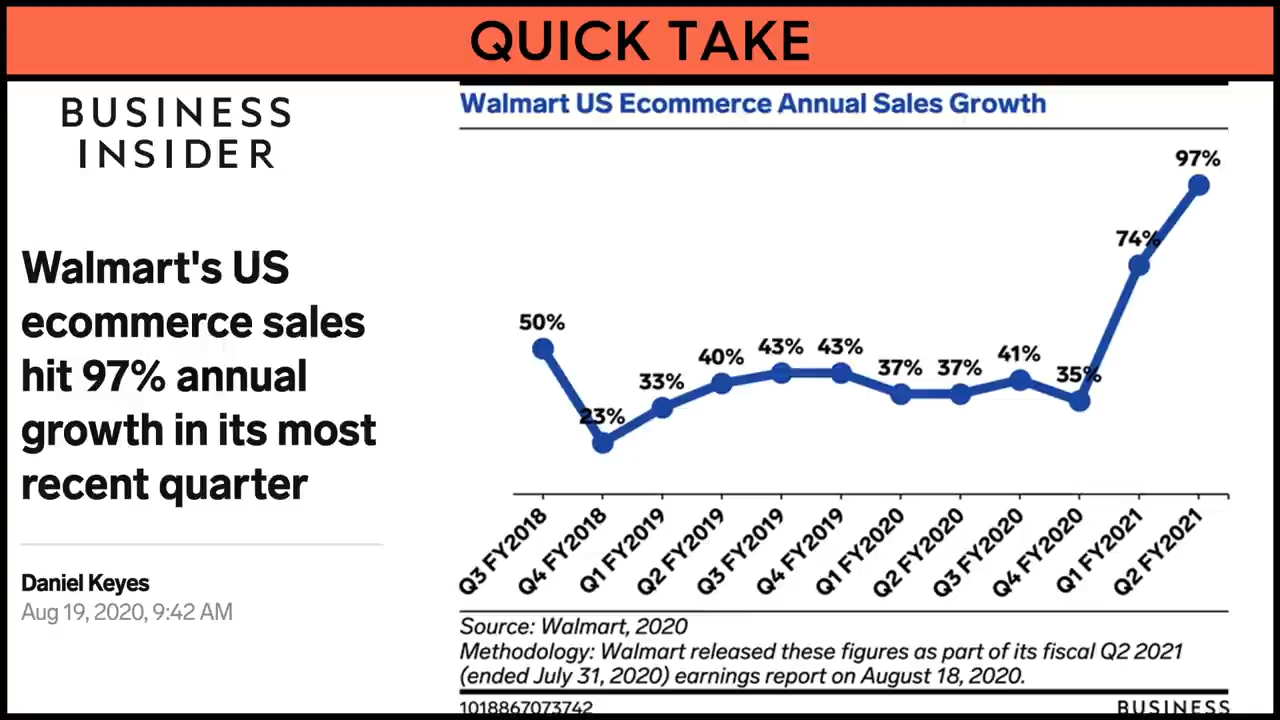 QUICK TAKE
BUSINESS
INSIDER
Walmart's US
ecommerce sales
hit 97% annual
growth in its most
recent quarter
Daniel Keyes
Aug 19, 2020, 9:42 AM
Walmart US Ecommerce Annual Sales Growth
50%
23%
33%
40%
43%
43%
37%
37%
41%
35%
74%
97%
Q3 FY2018
Q4 FY2018
Q1 FY2019
Q2 FY2019
Q3 FY2019
Q4 FY2019
Q1 FY2020
Q2 FY2020
Q3 FY2020
Q4 FY2020
Q1 FY2021
Q2 FY2021
Source: Walmart, 2020
Methodology: Walmart released these figures as part of its fiscal Q2 2021
(ended July 31, 2020) earnings report on August 18, 2020.
1018867073742
BUSINESS